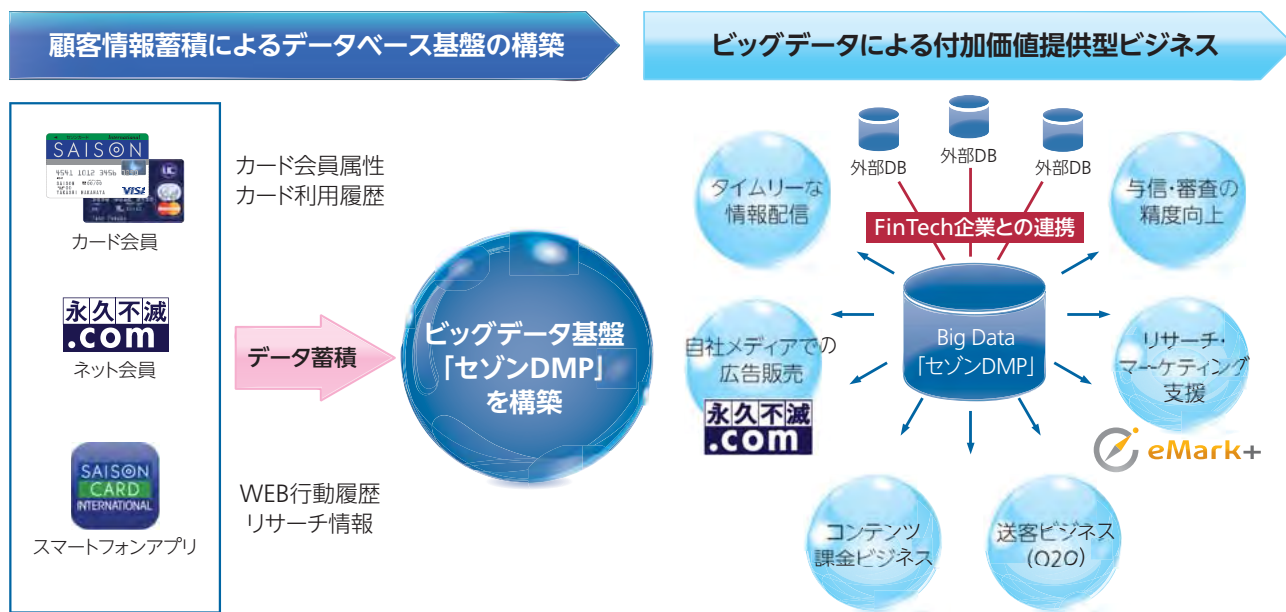 顧客情報蓄積によるデータベース基盤の構築
SAISON
4541 1012 3456
VISA
カード会員
カード会員属性
カード利用履歴
永久不滅
.com
ネット会員
データ蓄積
ビッグデータ基盤
「セゾンDMP」
を構築
SAISON
CARD
INTERNATIONAL
スマートフォンアプリ
WEB行動履歴
リサーチ情報
ビッグデータによる付加価値提供型ビジネス
外部DB
外部DB
外部DB
タイムリーな
情報配信
与信・審査の
精度向上
FinTech企業との連携
Big Data
「セゾンDMP」
自社メディアでの
広告販売
永久不滅
.com
リサーチ・
マーケティング
支援
eMark+
コンテンツ
課金ビジネス
送客ビジネス
(O2O)